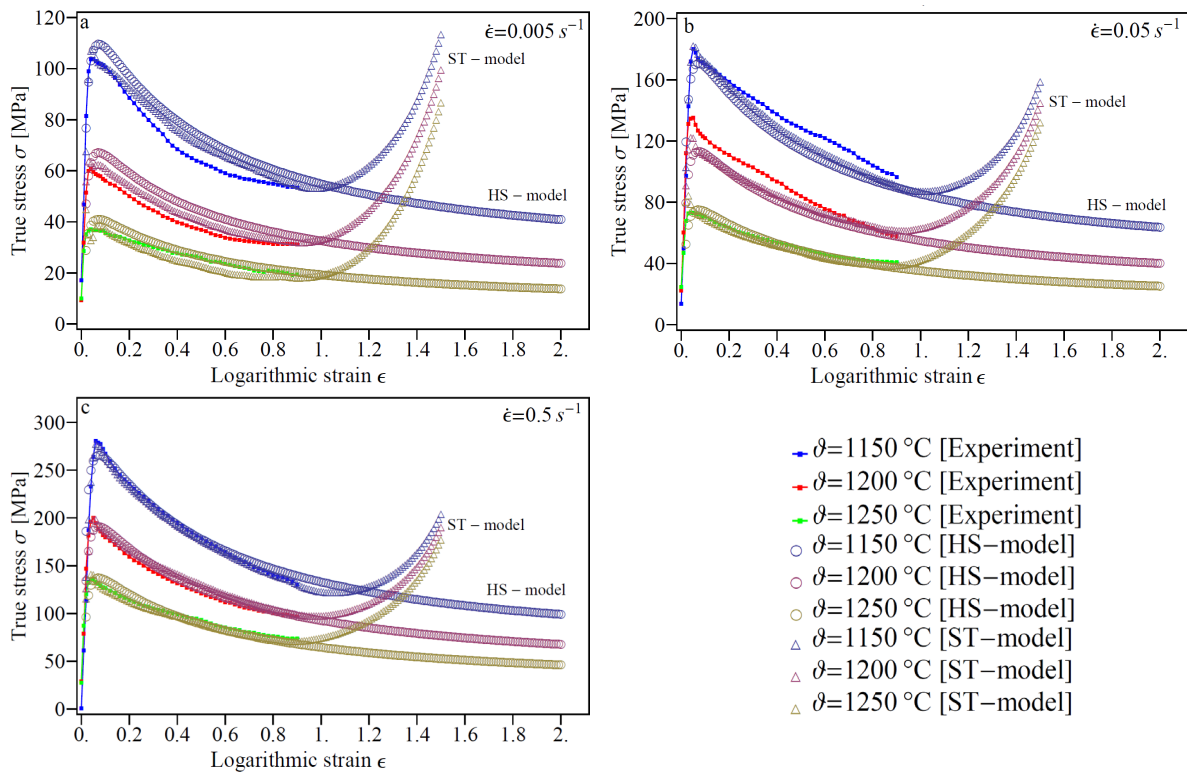 a
ϵ̇=0.005 s⁻¹
120
100
80
60
40
20
0
True stress σ [MPa]
ST−model
HS−model
0. 0.2 0.4 0.6 0.8 1. 1.2 1.4 1.6 1.8 2.
Logarithmic strain ϵ
b
ϵ̇=0.05 s⁻¹
200
160
120
80
40
0
True stress σ [MPa]
ST−model
HS−model
0. 0.2 0.4 0.6 0.8 1. 1.2 1.4 1.6 1.8 2.
Logarithmic strain ϵ
c
ϵ̇=0.5 s⁻¹
300
250
200
150
100
50
0
True stress σ [MPa]
ST−model
HS−model
0. 0.2 0.4 0.6 0.8 1. 1.2 1.4 1.6 1.8 2.
Logarithmic strain ϵ
ϑ=1150 °C [Experiment]
ϑ=1200 °C [Experiment]
ϑ=1250 °C [Experiment]
ϑ=1150 °C [HS−model]
ϑ=1200 °C [HS−model]
ϑ=1250 °C [HS−model]
ϑ=1150 °C [ST−model]
ϑ=1200 °C [ST−model]
ϑ=1250 °C [ST−model]